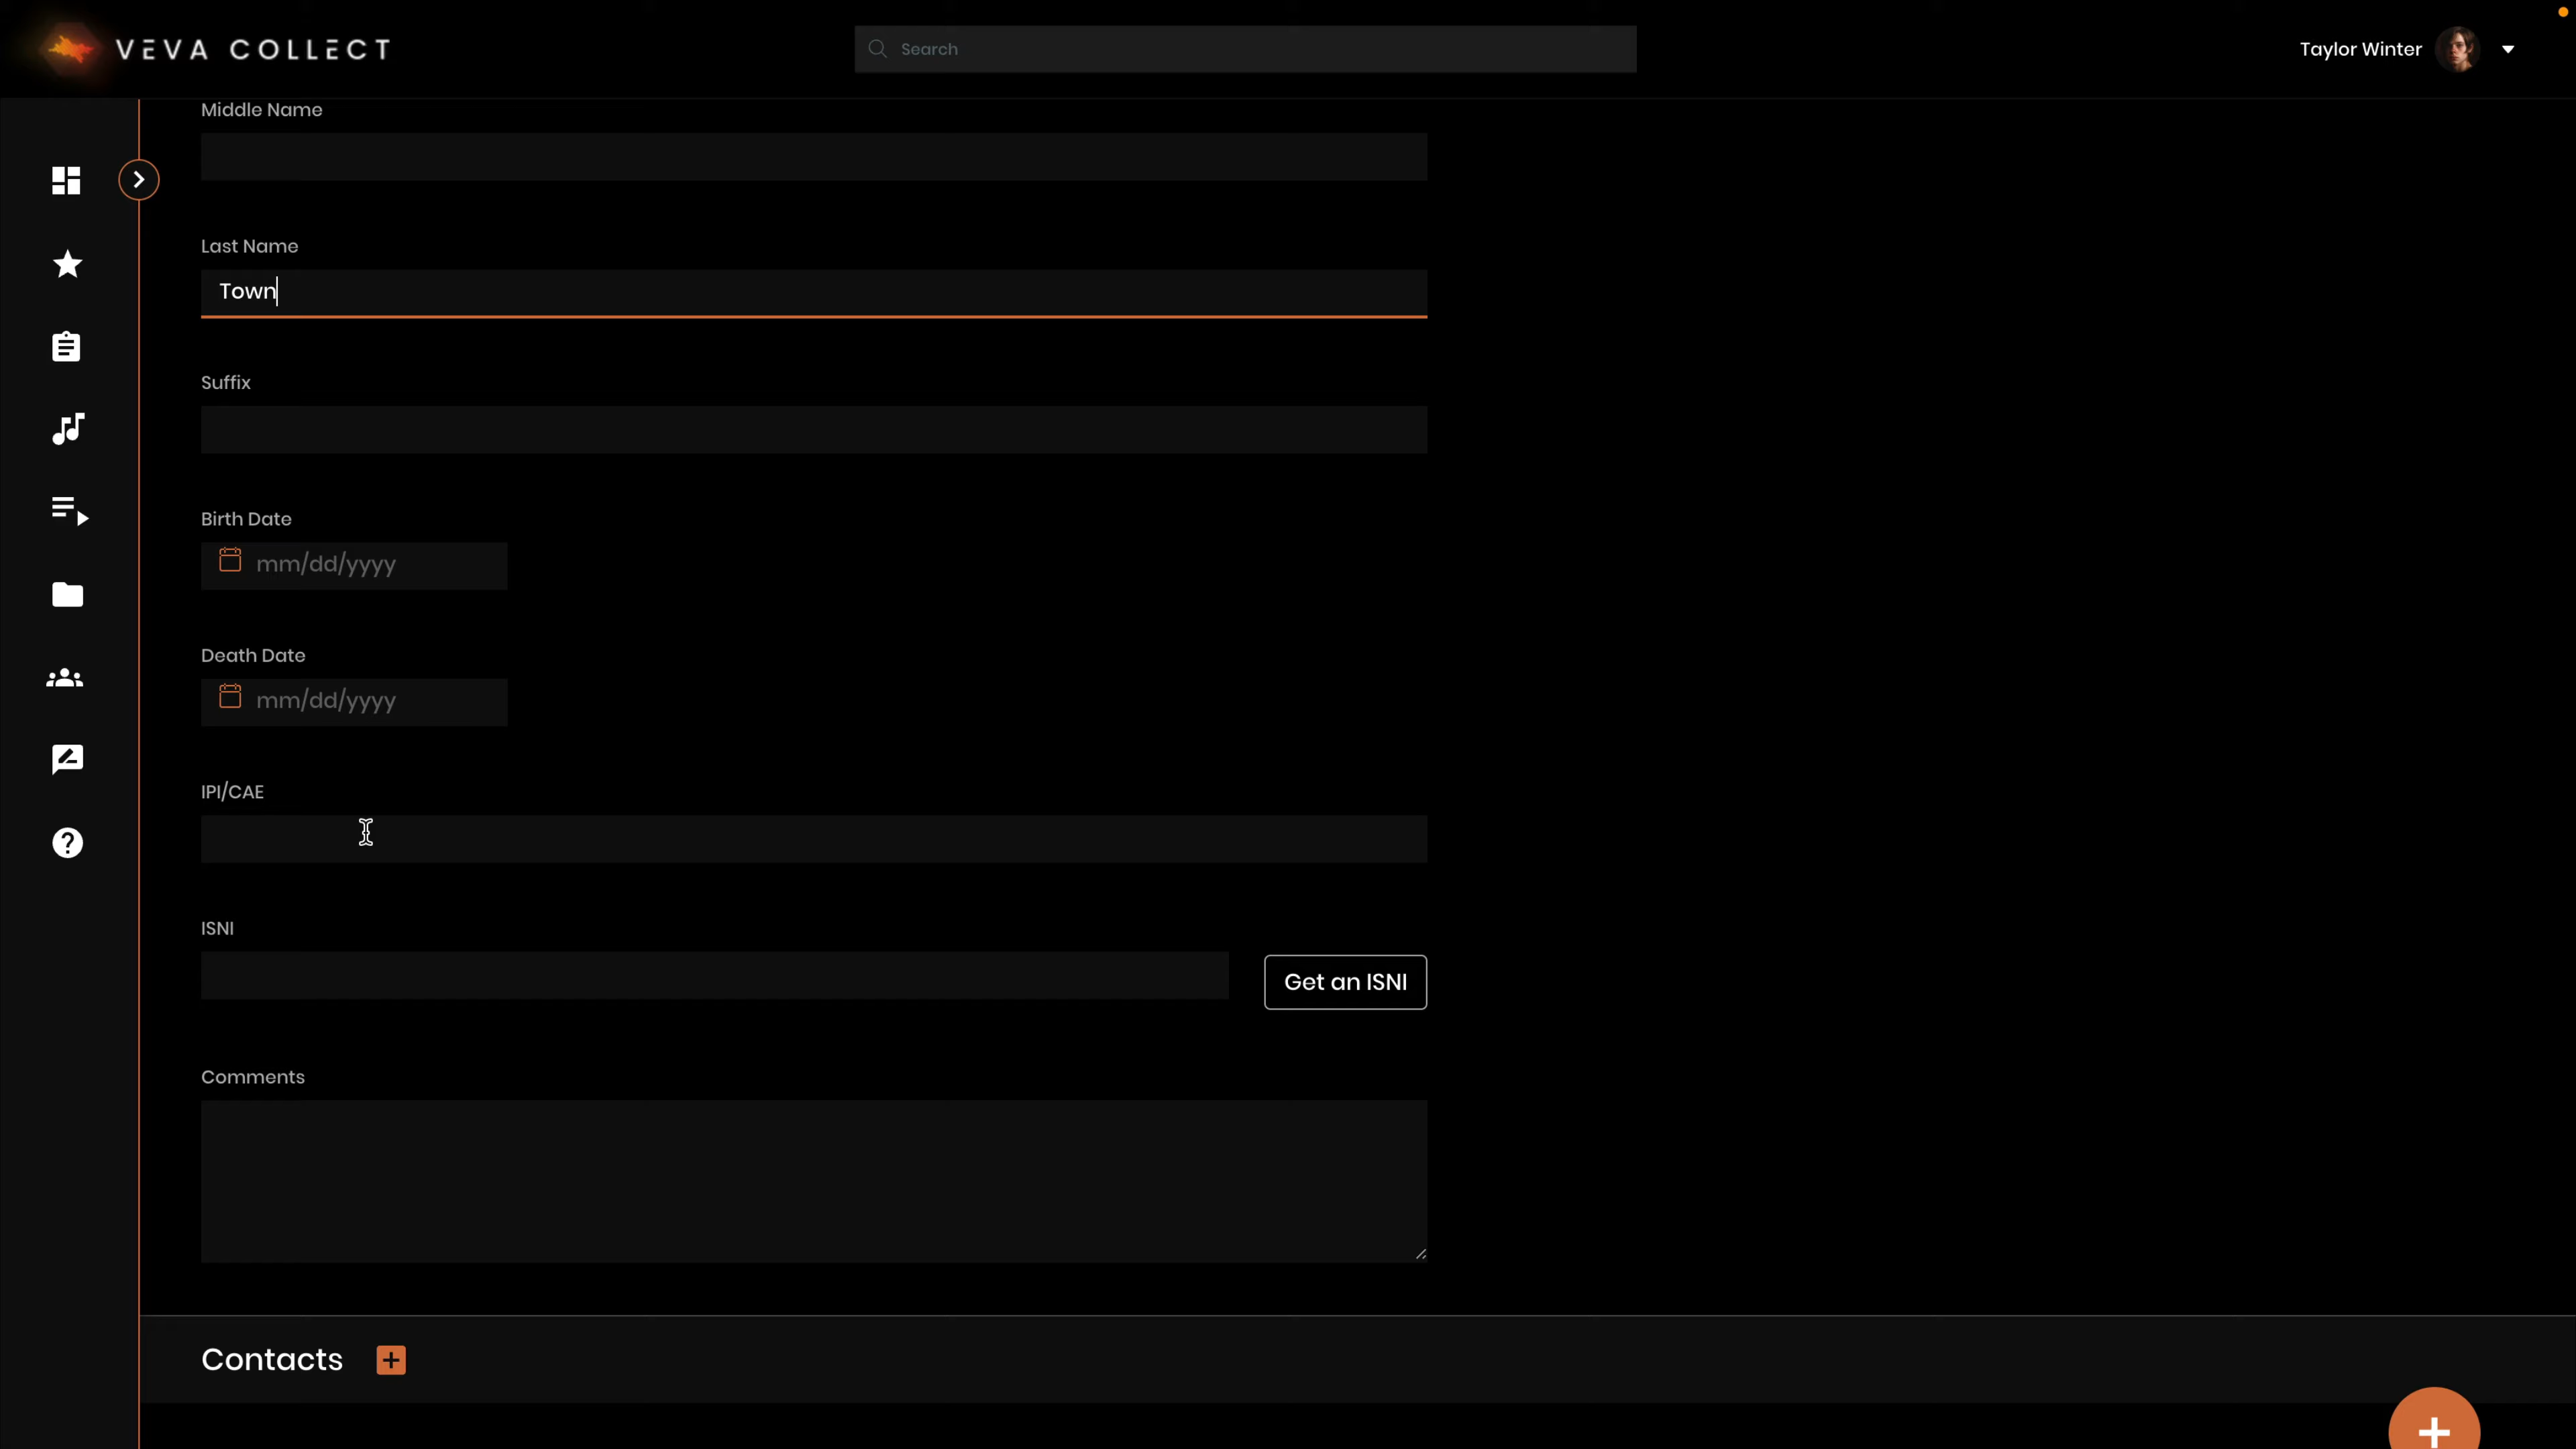 VEVA COLLECT
Search
Taylor Winter
Middle Name
Last Name
Town
Suffix
Birth Date
mm/dd/yyyy
Death Date
mm/dd/yyyy
IPI/CAE
ISNI
Get an ISNI
Comments
Contacts